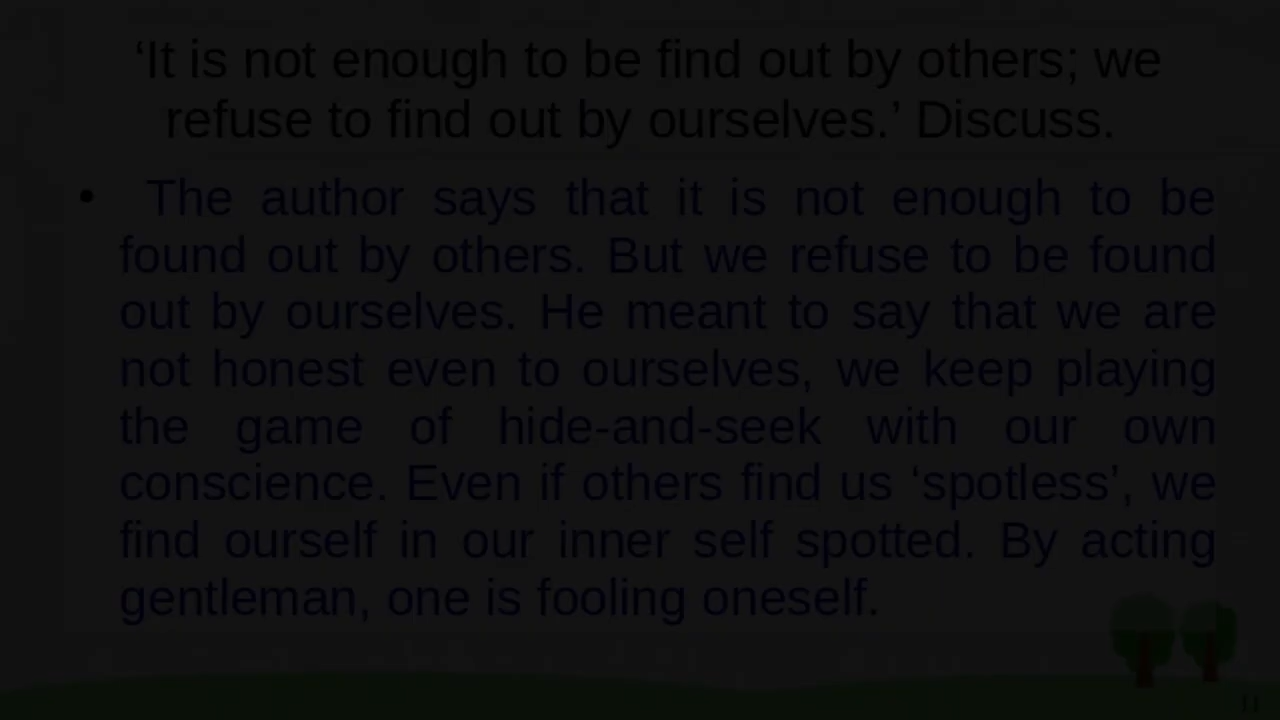 ‘It is not enough to be find out by others; we
refuse to find out by ourselves.’ Discuss.
• The author says that it is not enough to be
found out by others. But we refuse to be found
out by ourselves. He meant to say that we are
not honest even to ourselves, we keep playing
the game of hide-and-seek with our own
conscience. Even if others find us ‘spotless’, we
find ourself in our inner self spotted. By acting
gentleman, one is fooling oneself.
11